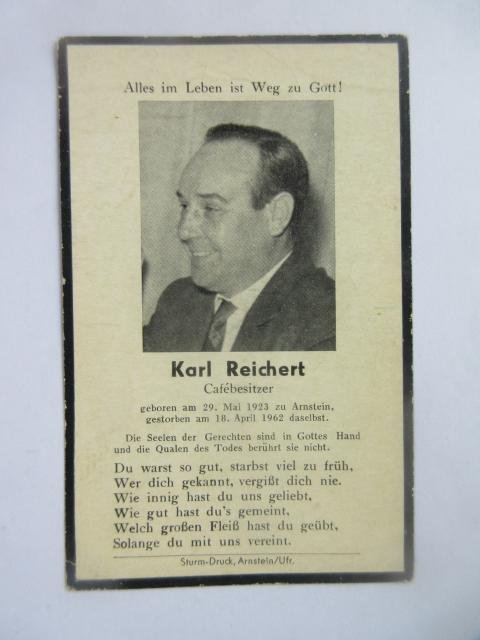 Alles im Leben ist Weg zu Gott!
Karl Reichert
Cafébesitzer
geboren am 29. Mai 1923 zu Arnstein,
gestorben am 18. April 1962 daselbst.
Die Seelen der Gerechten sind in Gottes Hand
und die Qualen des Todes berührt sie nicht.
Du warst so gut, starbst viel zu früh,
Wer dich gekannt, vergißt dich nie.
Wie innig hast du uns geliebt,
Wie gut hast du's gemeint,
Welch großen Fleiß hast du geübt,
Solange du mit uns vereint.
Sturm-Druck, Arnstein/Ufr.